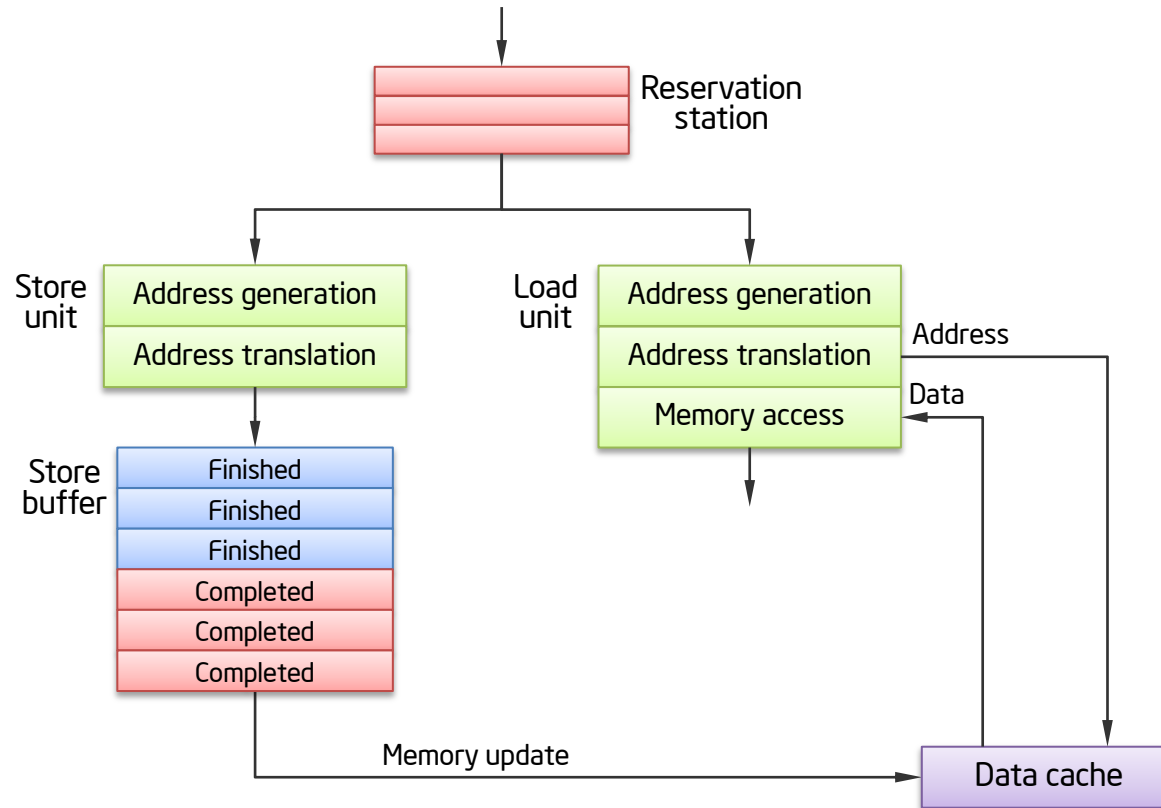 Reservation
station
Store
unit
Address generation
Address translation
Load
unit
Address generation
Address translation
Memory access
Address
Data
Store
buffer
Finished
Finished
Finished
Completed
Completed
Completed
Memory update
Data cache